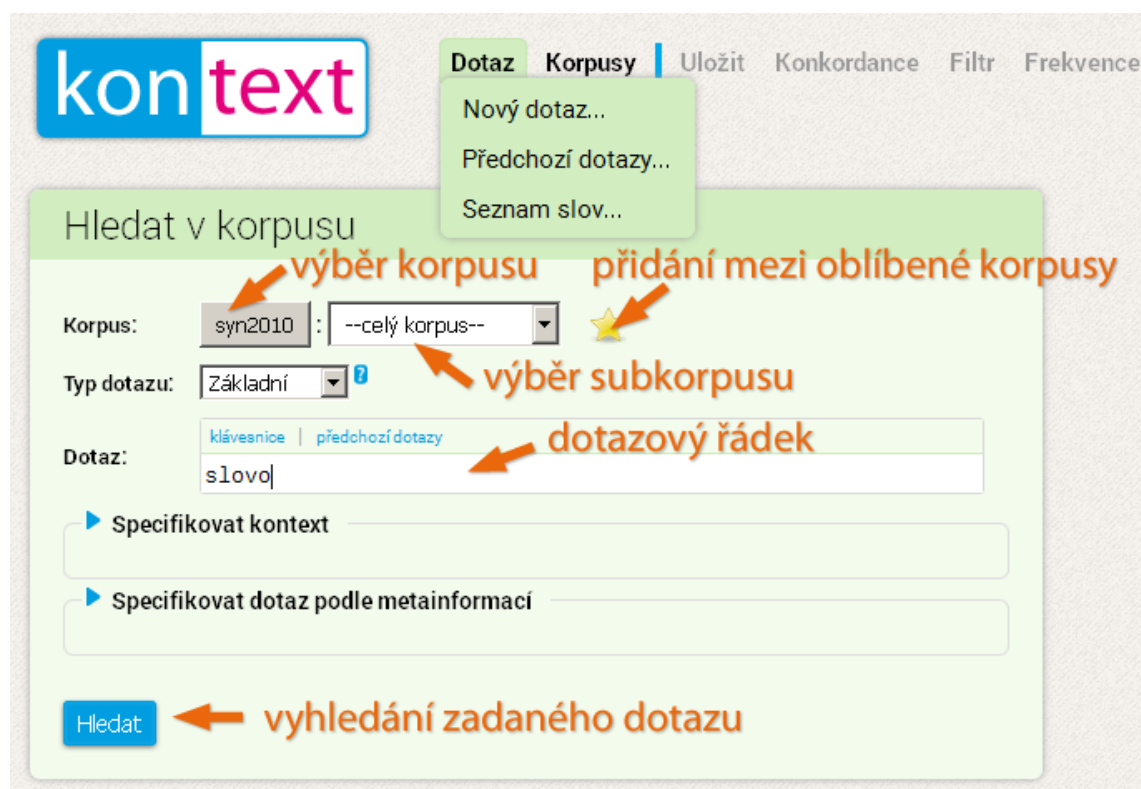 kontext
Dotaz Korpusy Uložit Konkordance Filtr Frekvence
Nový dotaz...
Předchozí dotazy...
Seznam slov...
Hledat v korpusu
výběr korpusu přidání mezi oblíbené korpusy
Korpus: syn2010 : --celý korpus--
výběr subkorpusu
Typ dotazu: Základní ?
klávesnice | předchozí dotazy
dotazový řádek
Dotaz:
slovo
Specifikovat kontext
Specifikovat dotaz podle metainformací
Hledat vyhledání zadaného dotazu